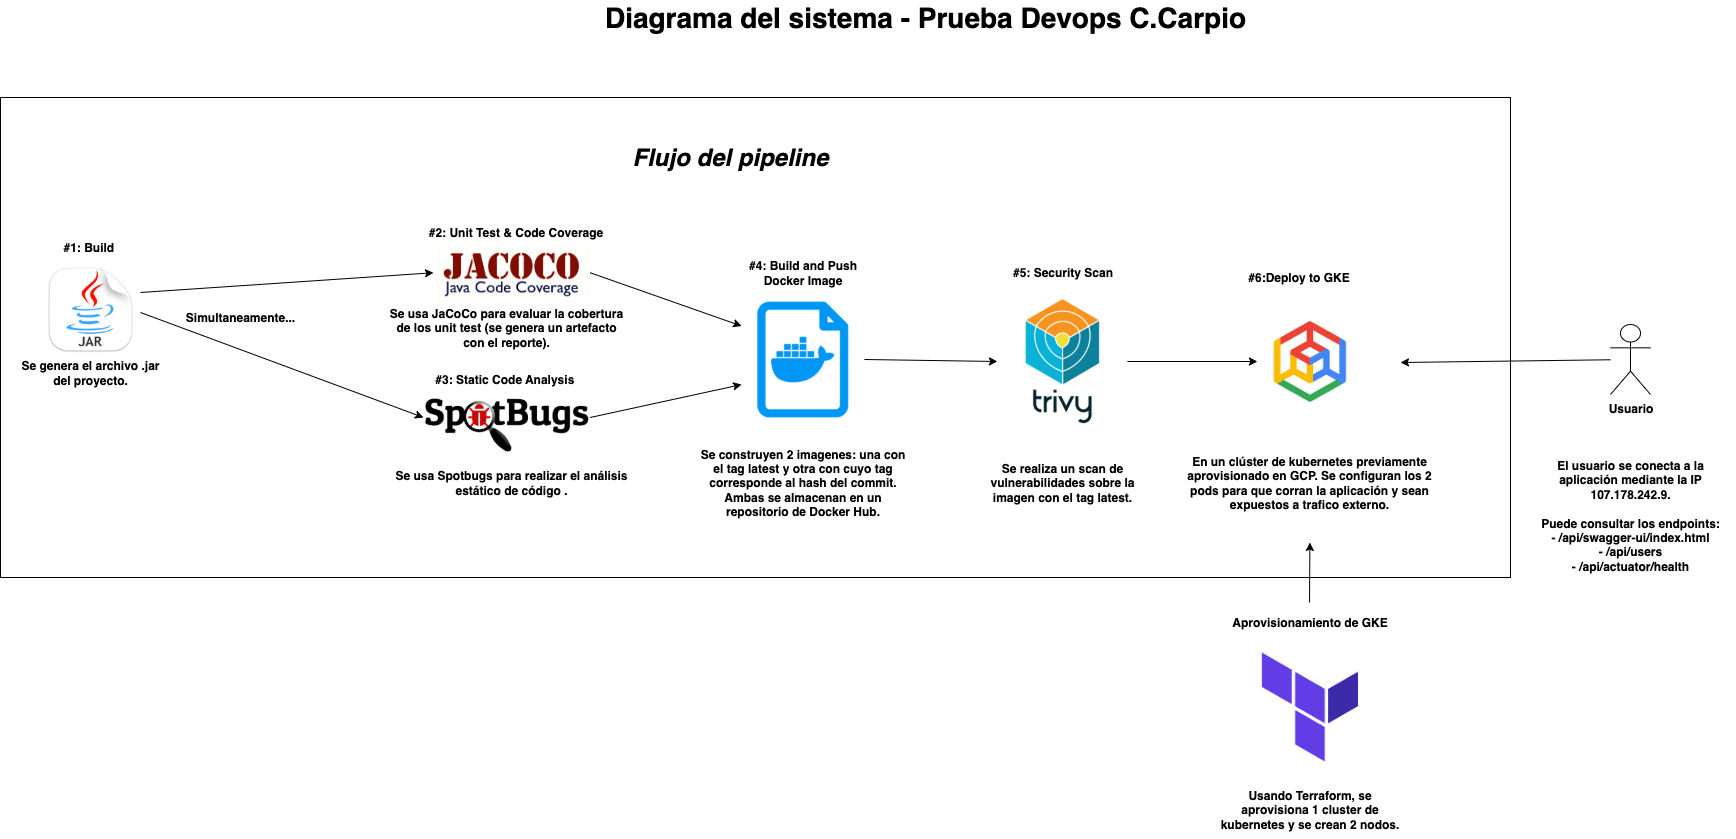 Diagrama del sistema - Prueba Devops C.Carpio
Flujo del pipeline
#1: Build
JAR
Se genera el archivo .jar
del proyecto.
Simultaneamente...
#2: Unit Test & Code Coverage
JACOCO
Java Code Coverage
Se usa JaCoCo para evaluar la cobertura
de los unit test (se genera un artefacto
con el reporte).
#3: Static Code Analysis
SpotBugs
Se usa Spotbugs para realizar el análisis
estático de código .
#4: Build and Push
Docker Image
Se construyen 2 imagenes: una con
el tag latest y otra con cuyo tag
corresponde al hash del commit.
Ambas se almacenan en un
repositorio de Docker Hub.
#5: Security Scan
trivy
Se realiza un scan de
vulnerabilidades sobre la
imagen con el tag latest.
#6:Deploy to GKE
En un clúster de kubernetes previamente
aprovisionado en GCP. Se configuran los 2
pods para que corran la aplicación y sean
expuestos a trafico externo.
Usuario
El usuario se conecta a la
aplicación mediante la IP
107.178.242.9.
Puede consultar los endpoints:
- /api/swagger-ui/index.html
- /api/users
- /api/actuator/health
Aprovisionamiento de GKE
Usando Terraform, se
aprovisiona 1 cluster de
kubernetes y se crean 2 nodos.